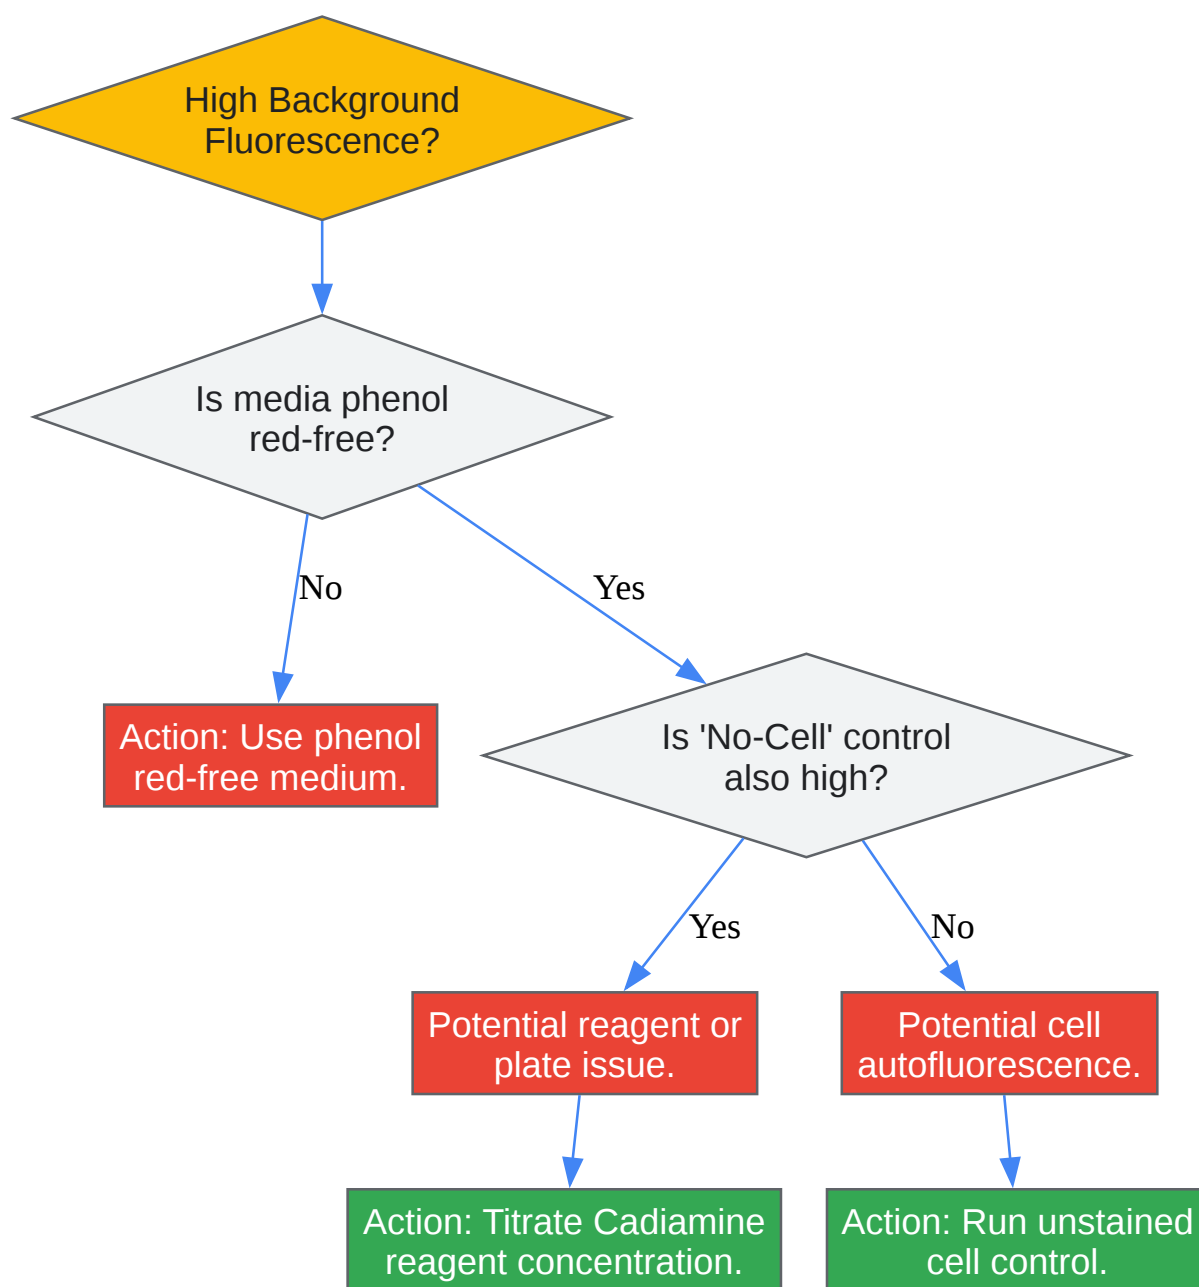 High Background
Fluorescence?
Is media phenol
red-free?
No
Yes
Action: Use phenol
red-free medium.
Is 'No-Cell' control
also high?
Yes
No
Potential reagent or
plate issue.
Potential cell
autofluorescence.
Action: Titrate Cadiamine
reagent concentration.
Action: Run unstained
cell control.